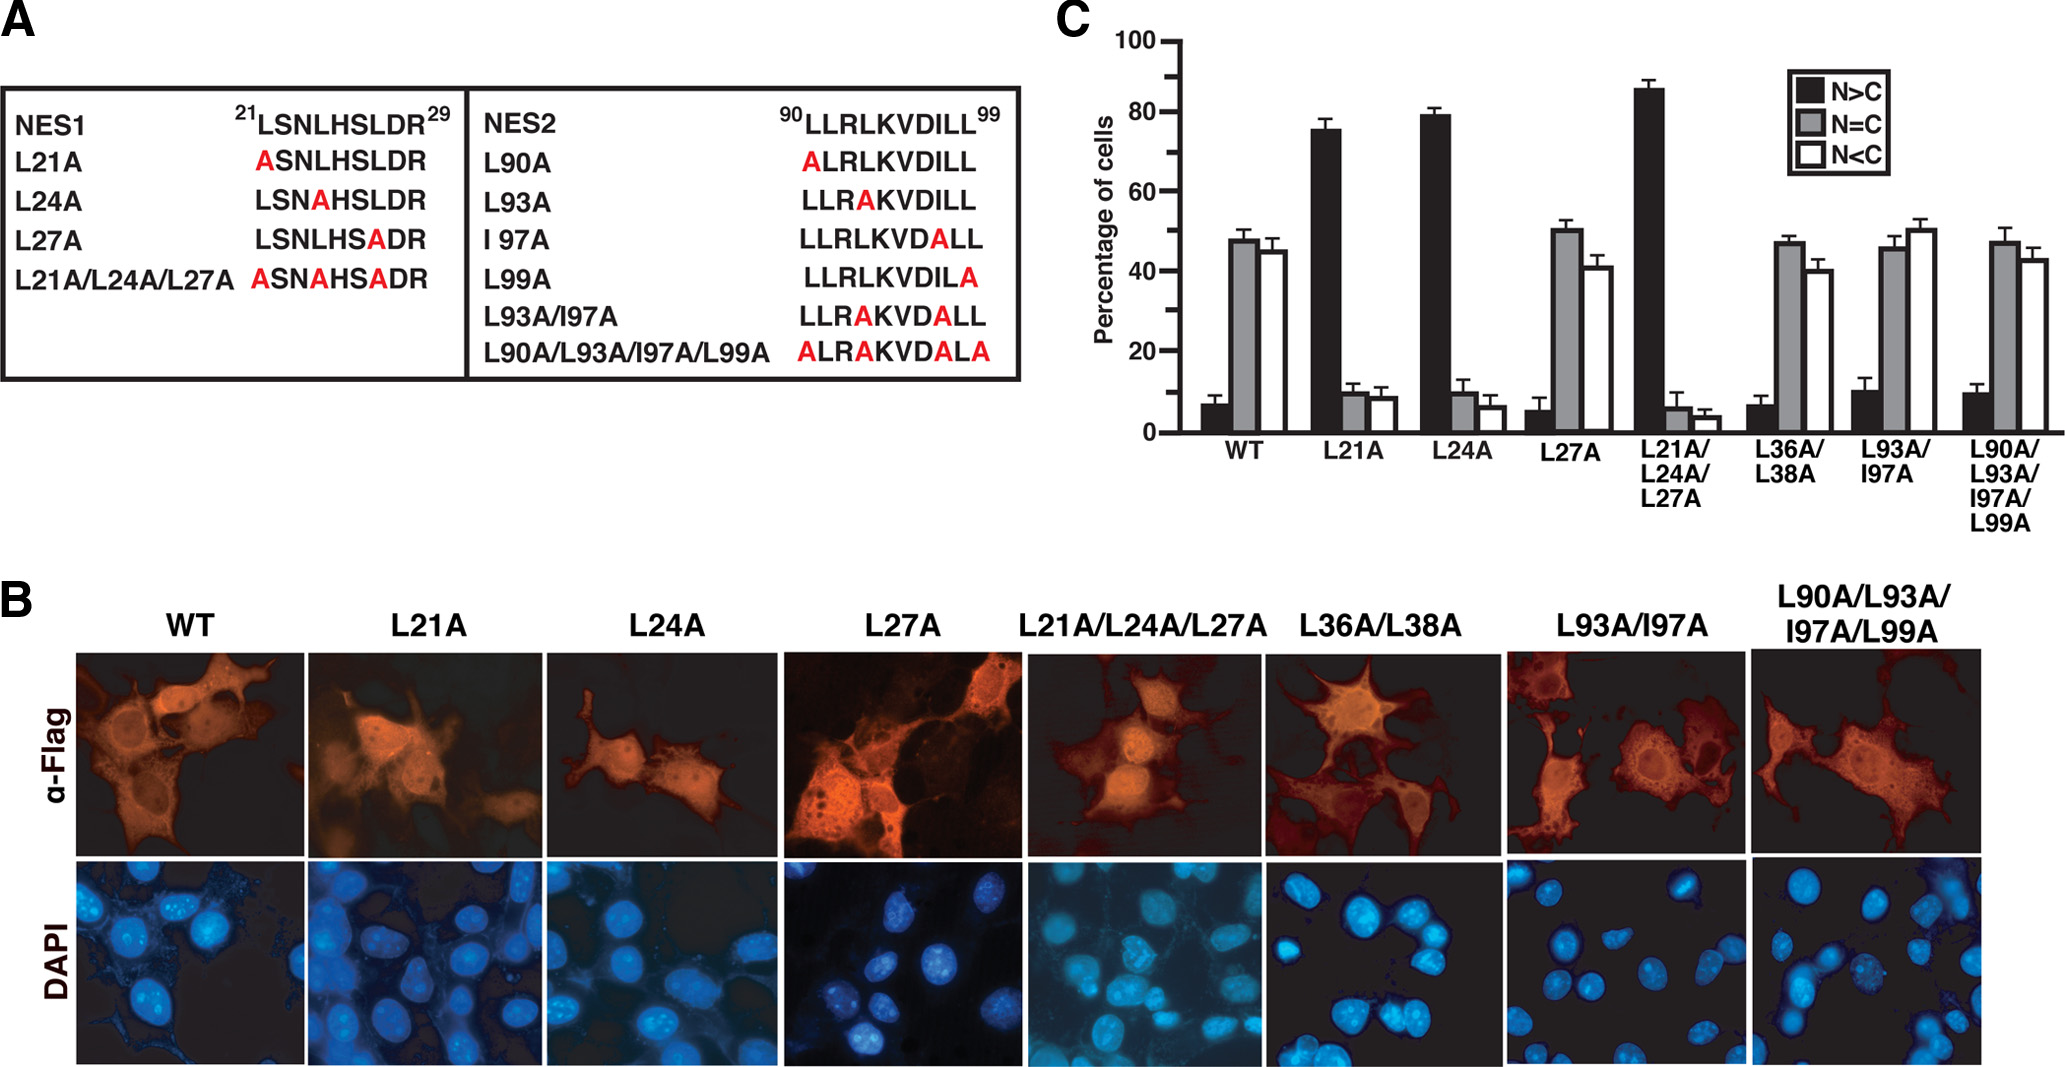 A
NES1 21LSNLHSLDR29
L21A ASNLHSLDR
L24A LSNAHSLDR
L27A LSNLHSADR
L21A/L24A/L27A ASNAHSADR
NES2 90LLRLKVDILL99
L90A ALRLKVDILL
L93A LLRAKVDILL
I 97A LLRLKVDALL
L99A LLRLKVDILA
L93A/I97A LLRAKVDALL
L90A/L93A/I97A/L99A ALRAKVDALA
C
100
80
60
40
20
0
Percentage of cells
N>C
N=C
N<C
WT
L21A
L24A
L27A
L21A/
L24A/
L27A
L36A/
L38A
L93A/
I97A
L90A/
L93A/
I97A/
L99A
B
WT
L21A
L24A
L27A
L21A/L24A/L27A
L36A/L38A
L93A/I97A
L90A/L93A/
I97A/L99A
α-Flag
DAPI